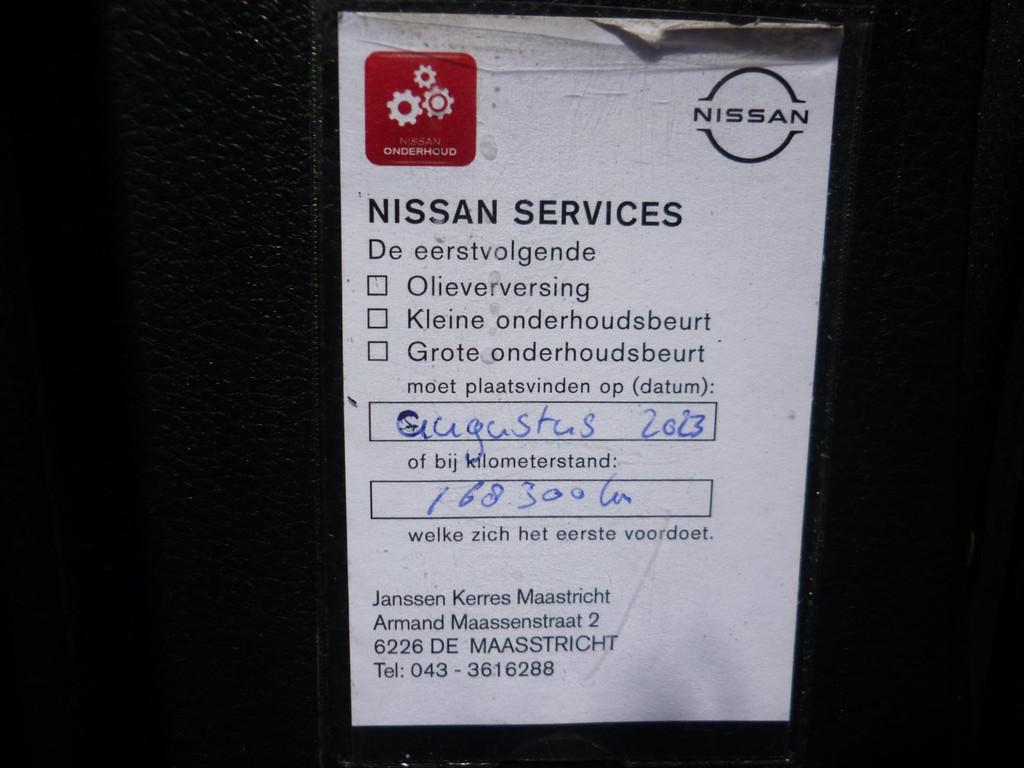 NISSAN
ONDERHOUD
NISSAN
NISSAN SERVICES
De eerstvolgende
☐ Olieverversing
☐ Kleine onderhoudsbeurt
☐ Grote onderhoudsbeurt
moet plaatsvinden op (datum):
augustus 2023
of bij kilometerstand:
168.300 km
welke zich het eerste voordoet.
Janssen Kerres Maastricht
Armand Maassenstraat 2
6226 DE MAASSTRICHT
Tel: 043 - 3616288